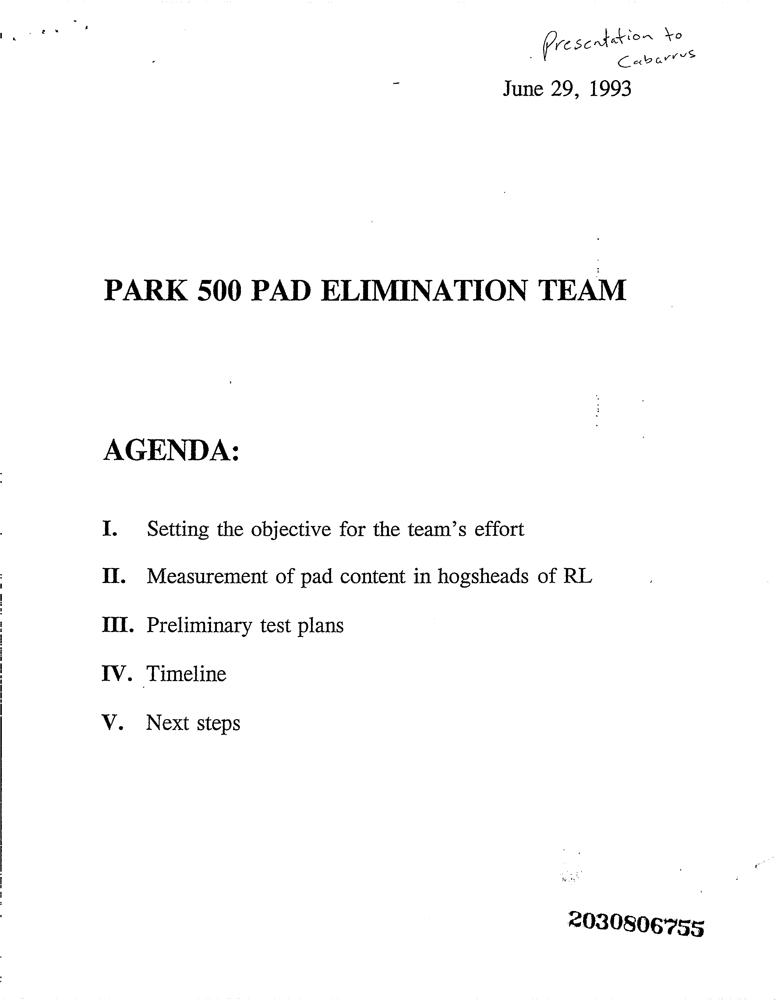 Presentation to
Cabarrus
June 29, 1993
PARK 500 PAD ELIMINATION TEAM
AGENDA:
I. Setting the objective for the team's effort
II. Measurement of pad content in hogsheads of RL
III. Preliminary test plans
IV. Timeline
V. Next steps
2030806755